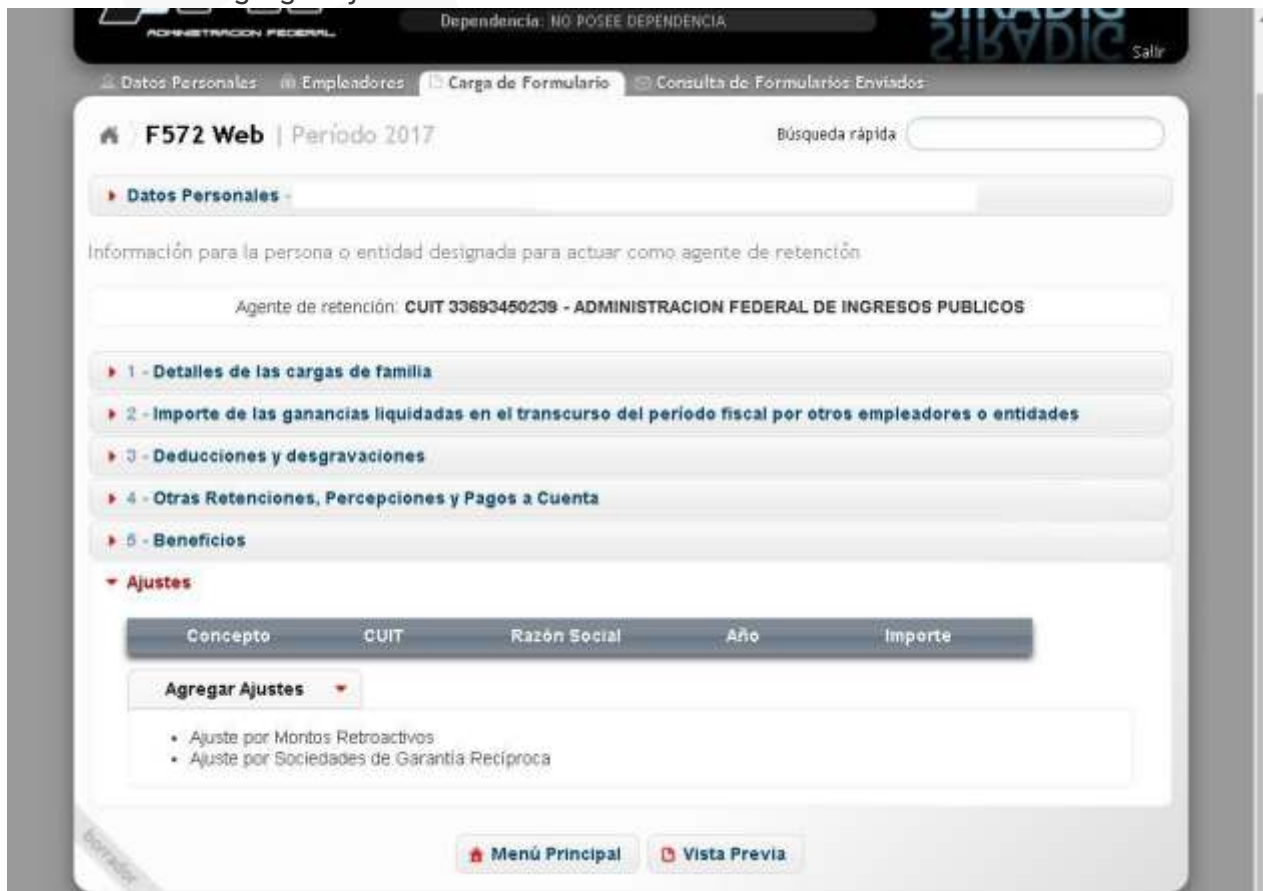 Dependencia: NO POSEE DEPENDENCIA
ADMINISTRACION FEDERAL
SIRADIG
Salir
Datos Personales Empleadores Carga de Formulario Consulta de Formularios Enviados
F572 Web | Período 2017 Búsqueda rápida
Datos Personales -
Información para la persona o entidad designada para actuar como agente de retención
Agente de retención: CUIT 33693450239 - ADMINISTRACION FEDERAL DE INGRESOS PUBLICOS
1 - Detalles de las cargas de familia
2 - Importe de las ganancias liquidadas en el transcurso del período fiscal por otros empleadores o entidades
3 - Deducciones y desgravaciones
4 - Otras Retenciones, Percepciones y Pagos a Cuenta
5 - Beneficios
Ajustes
Concepto CUIT Razón Social Año Importe
Agregar Ajustes
• Ajuste por Montos Retroactivos
• Ajuste por Sociedades de Garantía Recíproca
borrador
Menú Principal Vista Previa